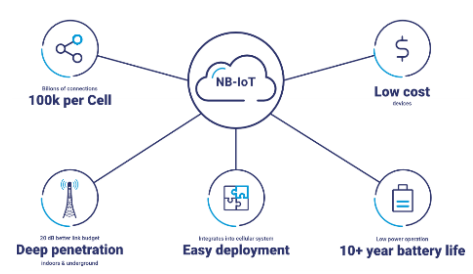 NB-IoT
Billions of connections
100k per Cell
$
Low cost
devices
20 dB better link budget
Deep penetration
indoors & underground
Integrates into cellular system
Easy deployment
Low power operation
10+ year battery life